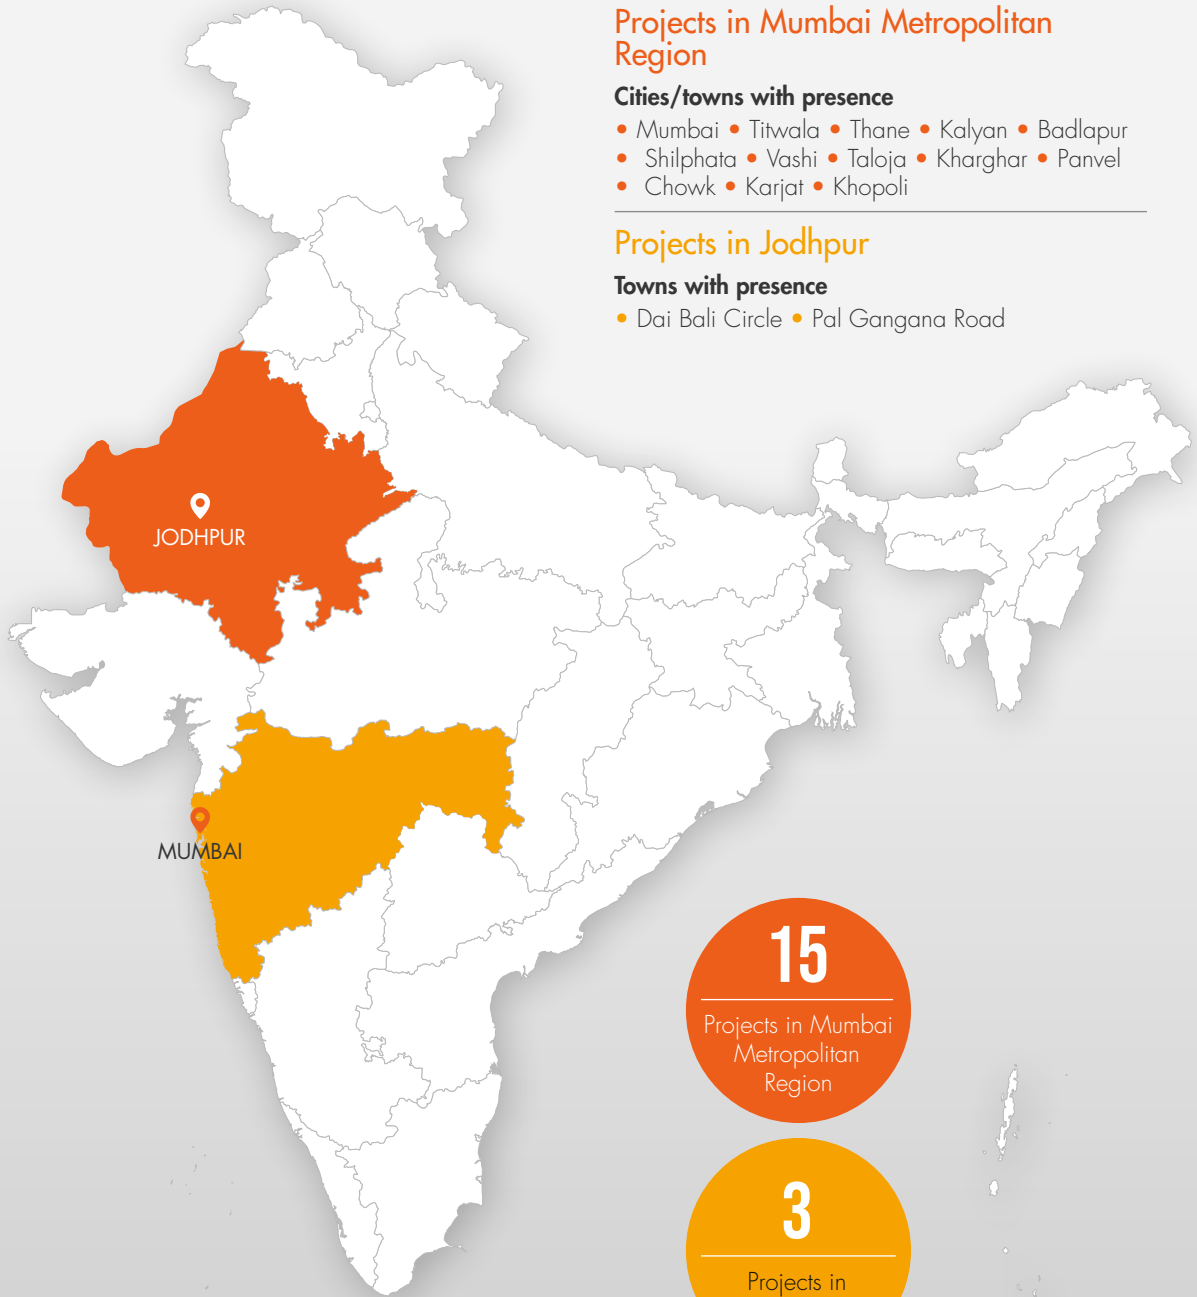 Projects in Mumbai Metropolitan
Region
Cities/towns with presence
• Mumbai • Titwala • Thane • Kalyan • Badlapur
• Shilphata • Vashi • Taloja • Kharghar • Panvel
• Chowk • Karjat • Khopoli
Projects in Jodhpur
Towns with presence
• Dai Bali Circle • Pal Gangana Road
JODHPUR
MUMBAI
15
Projects in Mumbai
Metropolitan
Region
3
Projects in